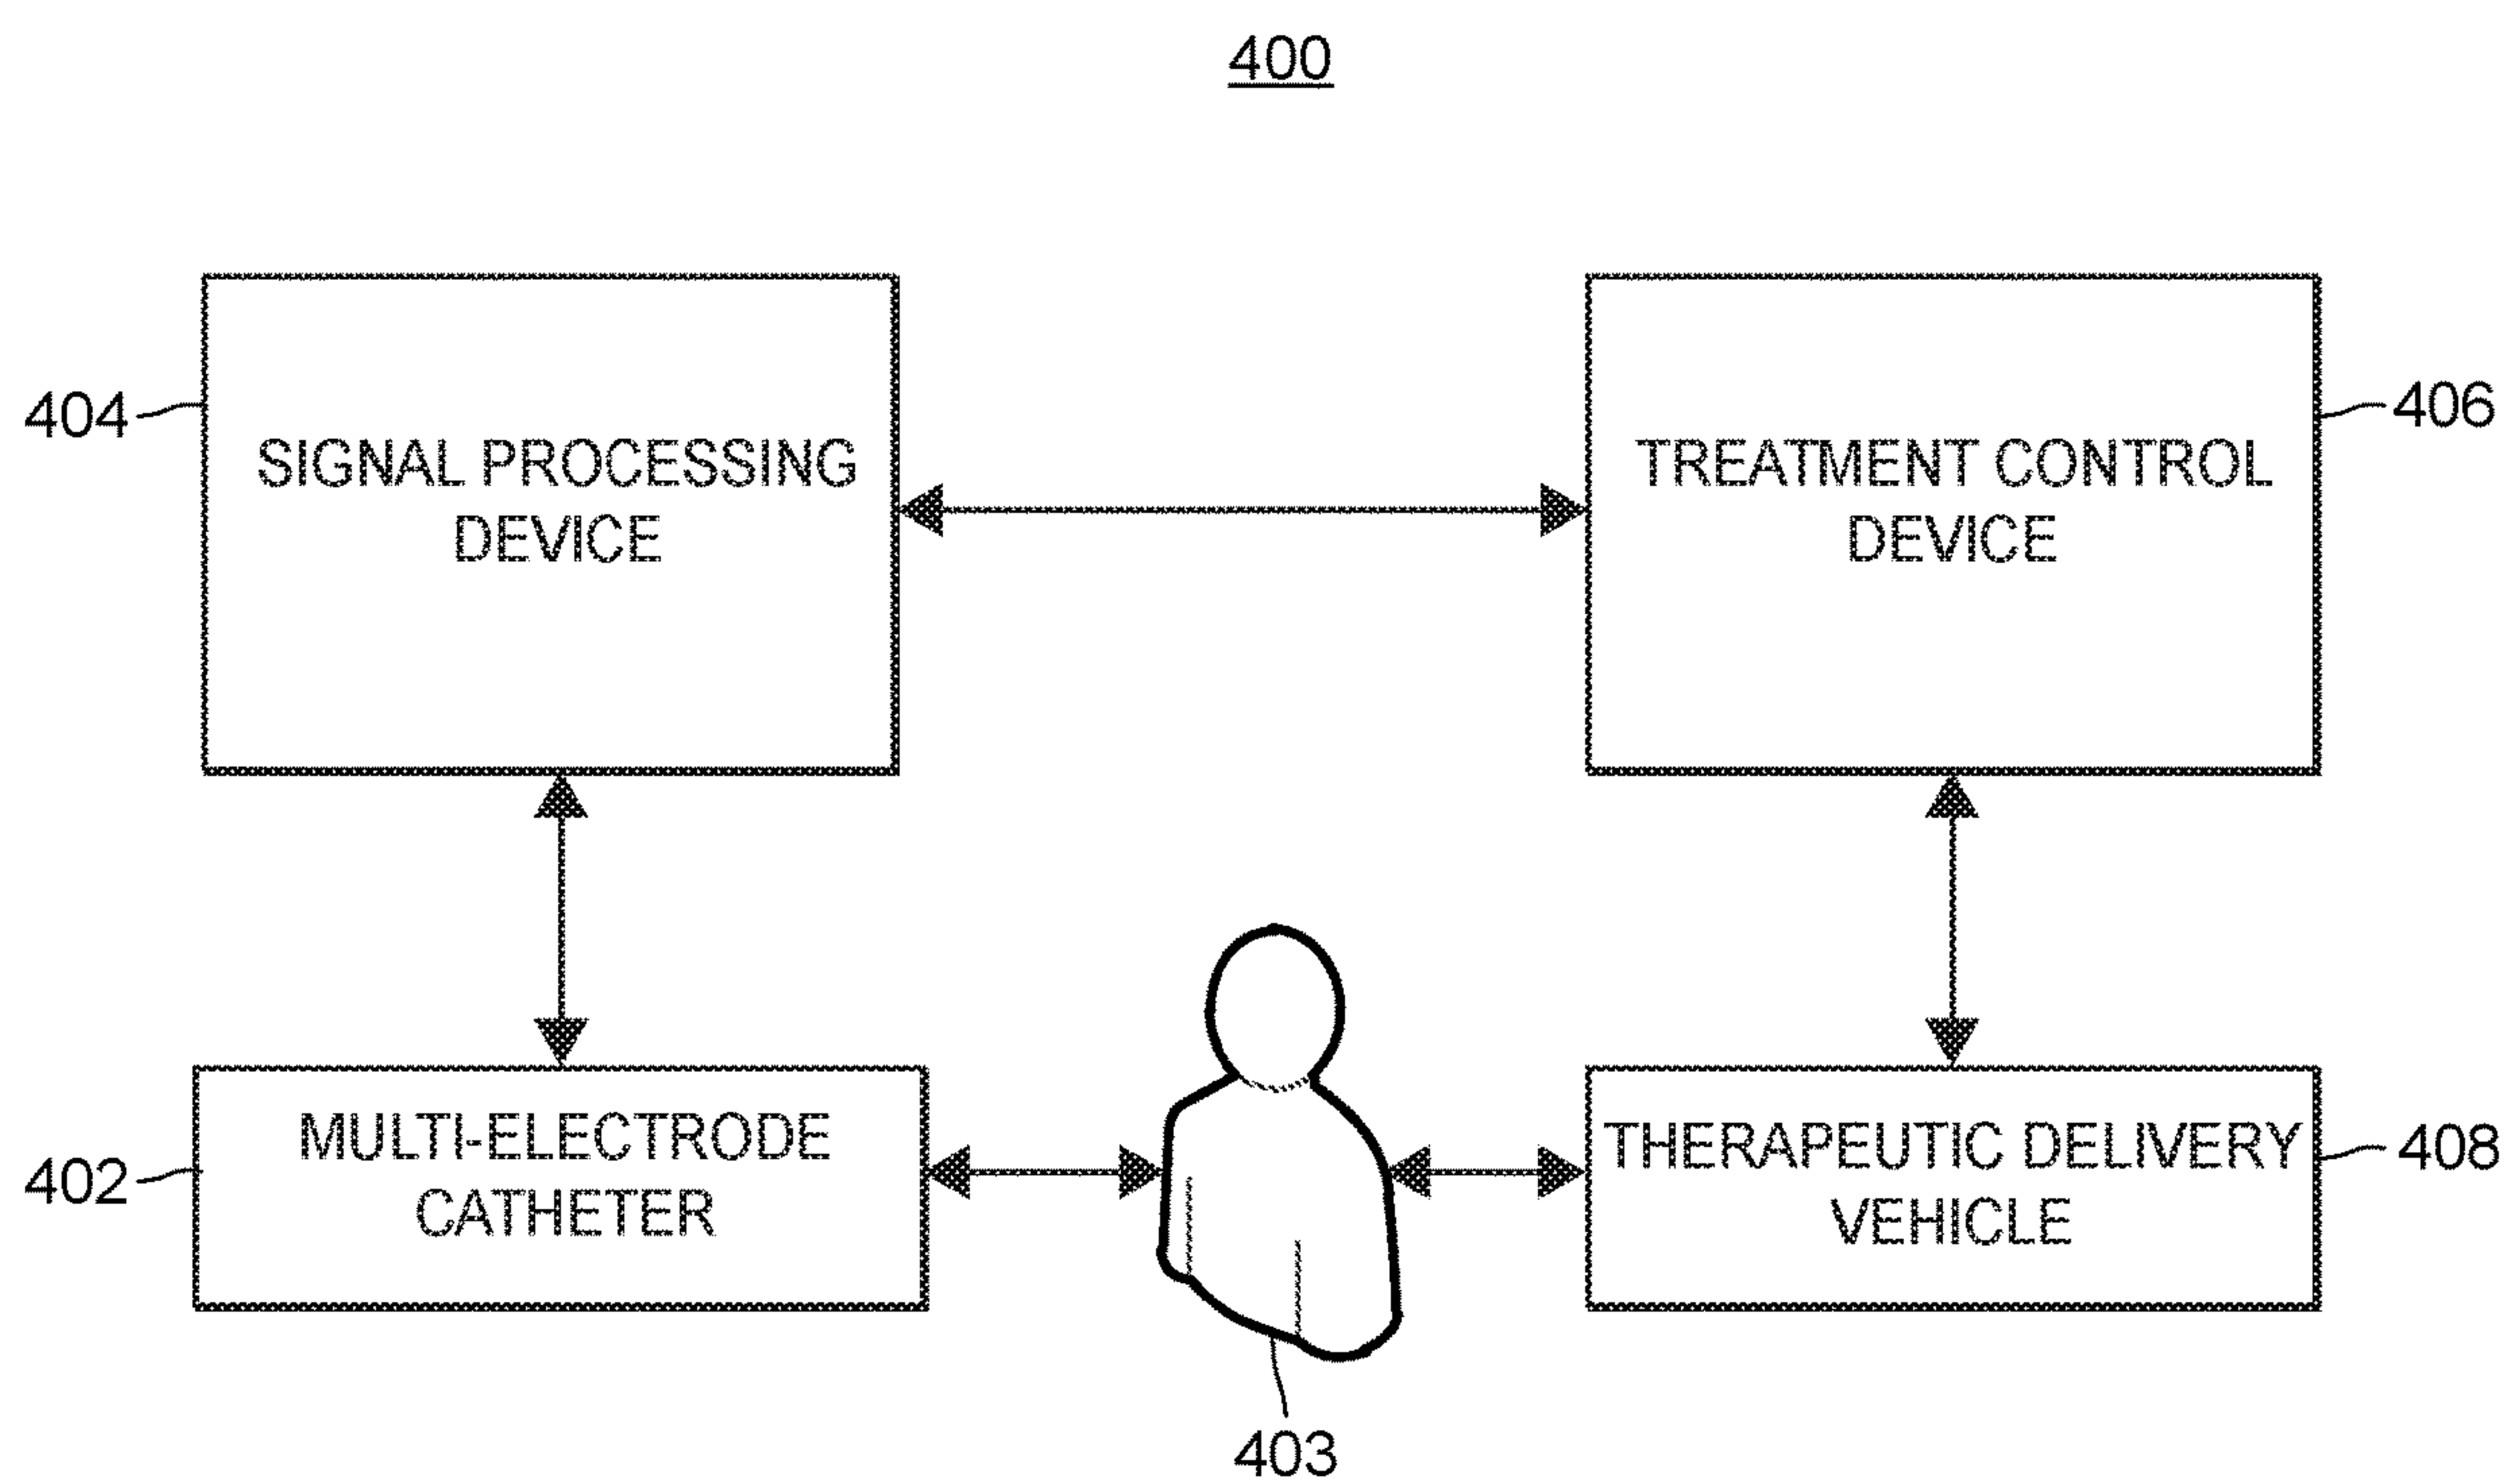 400
404
SIGNAL PROCESSING
DEVICE
TREATMENT CONTROL
DEVICE
406
402
MULTI-ELECTRODE
CATHETER
THERAPEUTIC DELIVERY
VEHICLE
408
403